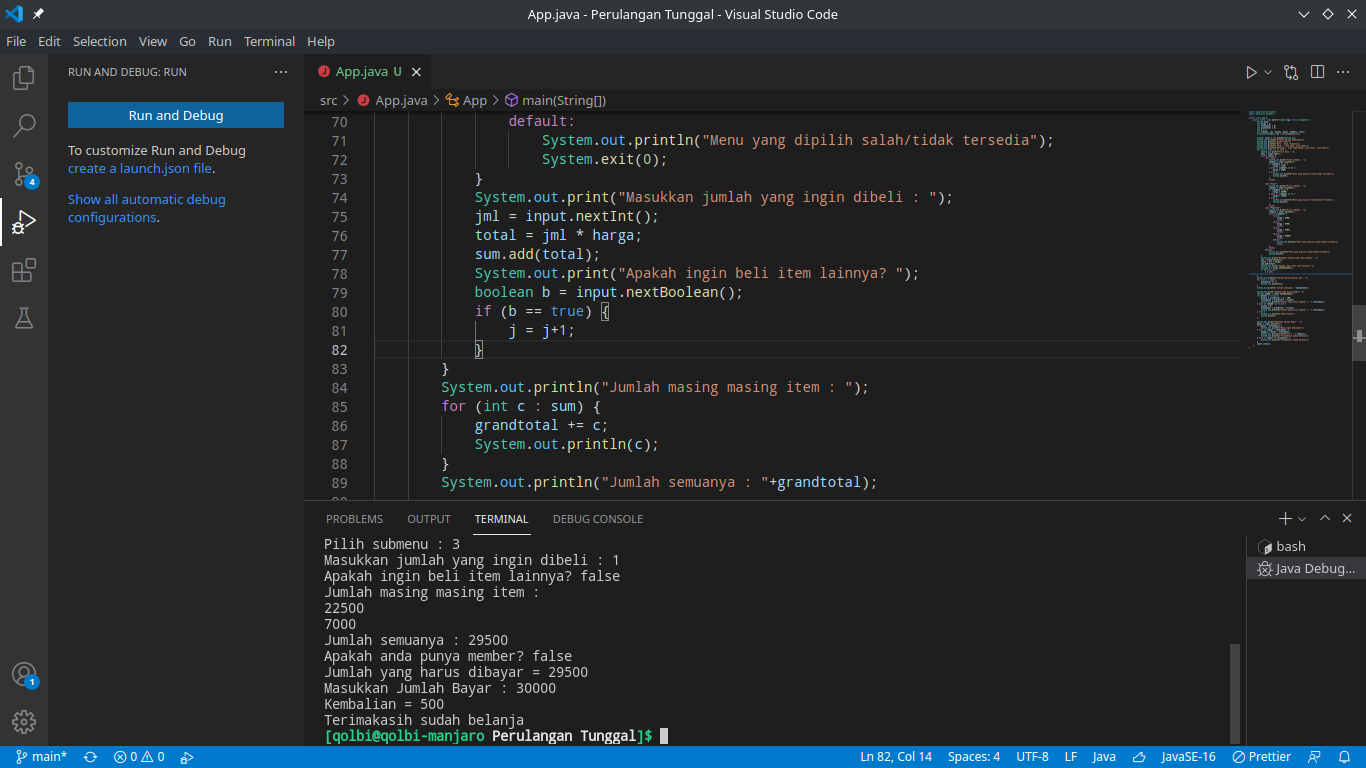 App.java - Perulangan Tunggal - Visual Studio Code
File Edit Selection View Go Run Terminal Help
RUN AND DEBUG: RUN ···
Run and Debug
To customize Run and Debug
create a launch.json file.
Show all automatic debug
configurations.
4
1
App.java U
src > App.java > App > main(String[])
70 default:
71 System.out.println("Menu yang dipilih salah/tidak tersedia");
72 System.exit(0);
73 }
74 System.out.print("Masukkan jumlah yang ingin dibeli : ");
75 jml = input.nextInt();
76 total = jml * harga;
77 sum.add(total);
78 System.out.print("Apakah ingin beli item lainnya? ");
79 boolean b = input.nextBoolean();
80 if (b == true) {
81 j = j+1;
82 }
83 }
84 System.out.println("Jumlah masing masing item : ");
85 for (int c : sum) {
86 grandtotal += c;
87 System.out.println(c);
88 }
89 System.out.println("Jumlah semuanya : "+grandtotal);
PROBLEMS OUTPUT TERMINAL DEBUG CONSOLE
Pilih submenu : 3
Masukkan jumlah yang ingin dibeli : 1
Apakah ingin beli item lainnya? false
Jumlah masing masing item :
22500
7000
Jumlah semuanya : 29500
Apakah anda punya member? false
Jumlah yang harus dibayar = 29500
Masukkan Jumlah Bayar : 30000
Kembalian = 500
Terimakasih sudah belanja
[qolbi@qolbi-manjaro Perulangan Tunggal]$
bash
Java Debug...
main* 0 0 Ln 82, Col 14 Spaces: 4 UTF-8 LF Java JavaSE-16 Prettier